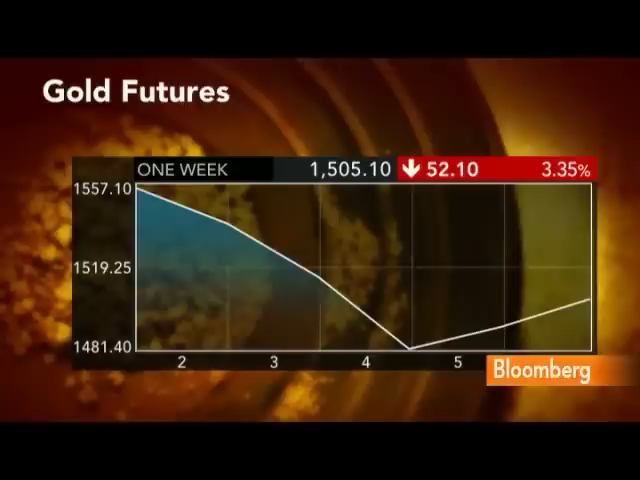 Gold Futures
ONE WEEK 1,505.10 52.10 3.35%
1557.10
1519.25
1481.40
2 3 4 5
Bloomberg